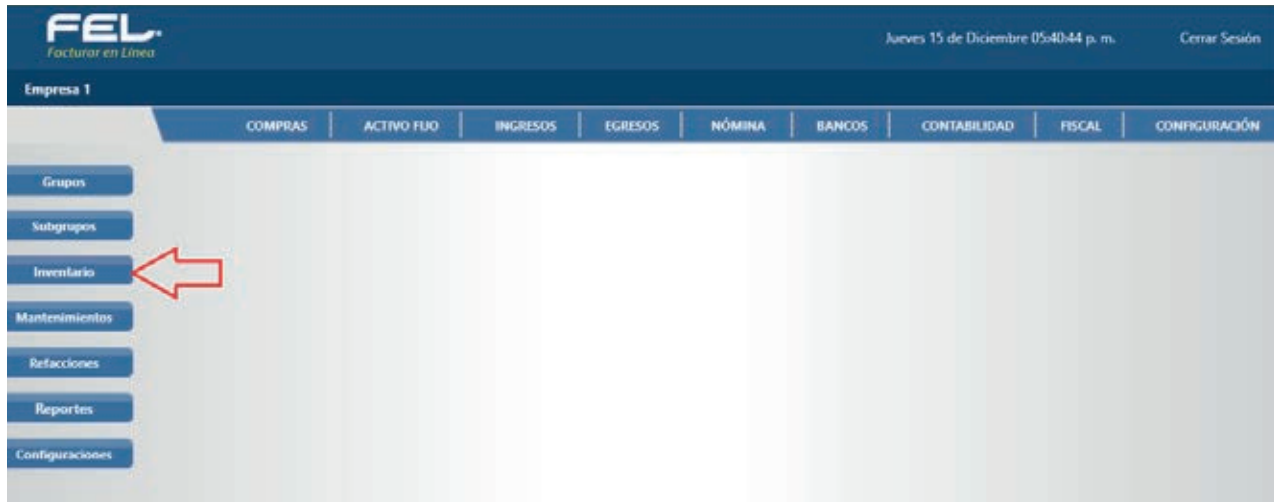 FEL
Facturar en Línea
Jueves 15 de Diciembre 05:40:44 p. m.
Cerrar Sesión
Empresa 1
COMPRAS
ACTIVO FIJO
INGRESOS
EGRESOS
NÓMINA
BANCOS
CONTABILIDAD
FISCAL
CONFIGURACIÓN
Grupos
Subgrupos
Inventario
Mantenimientos
Refacciones
Reportes
Configuraciones